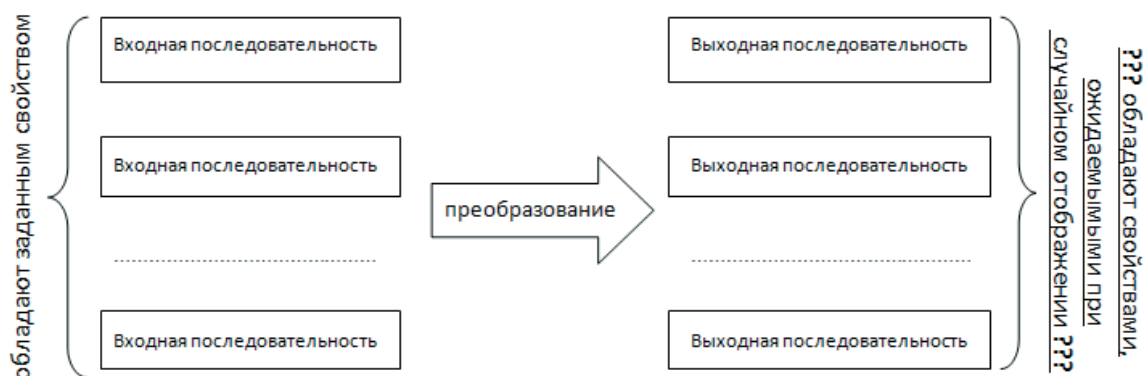 обладают заданным свойством
Входная последовательность
Входная последовательность
........................................................
Входная последовательность
преобразование
Выходная последовательность
Выходная последовательность
........................................................
Выходная последовательность
??? обладают свойствами,
ожидаемымыми при
случайном отображении ???